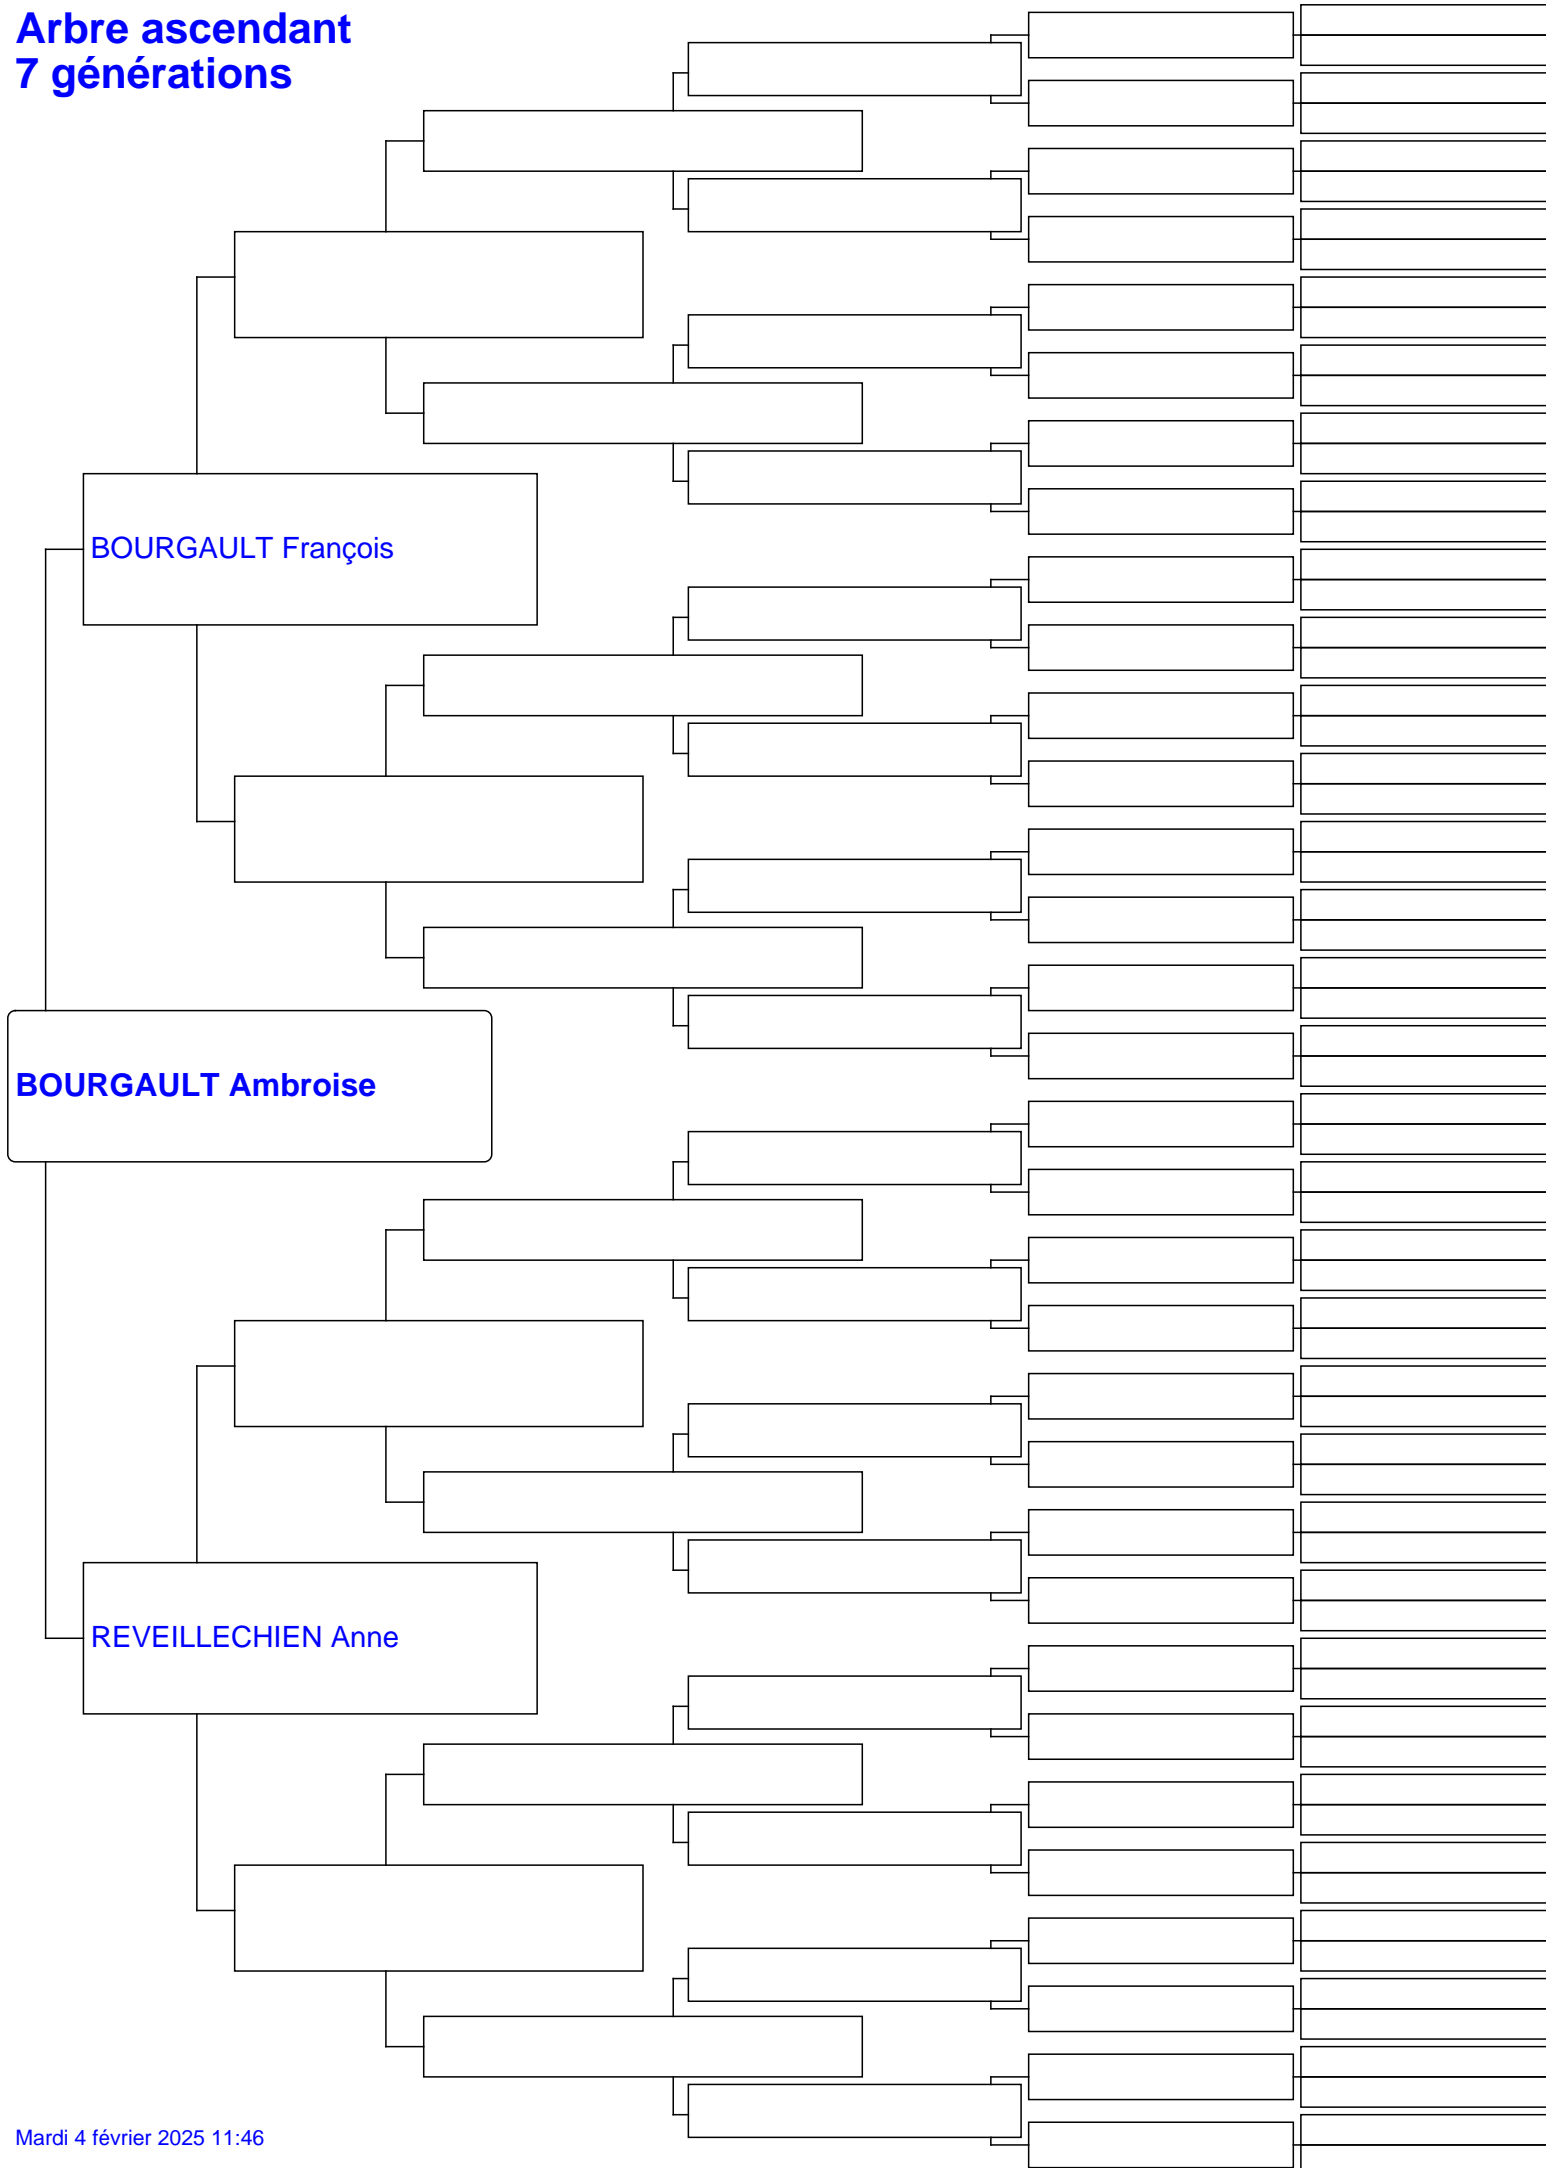 Arbre ascendant
7 générations
BOURGAULT François
BOURGAULT Ambroise
REVEILLECHIEN Anne
Mardi 4 février 2025 11:46